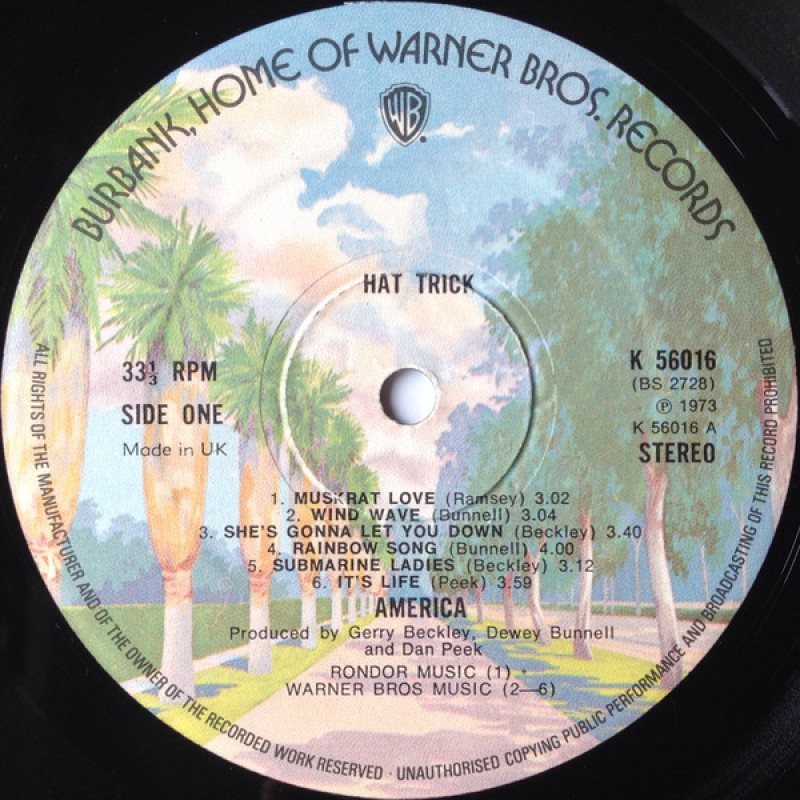 BURBANK, HOME OF WARNER BROS. RECORDS
WB
HAT TRICK
33⅓ RPM
SIDE ONE
Made in UK
K 56016
(BS 2728)
℗ 1973
K 56016 A
STEREO
1. MUSKRAT LOVE (Ramsey) 3.02
2. WIND WAVE (Bunnell) 3.04
3. SHE'S GONNA LET YOU DOWN (Beckley) 3.40
4. RAINBOW SONG (Bunnell) 4.00
5. SUBMARINE LADIES (Beckley) 3.12
6. IT'S LIFE (Peek) 3.59
AMERICA
Produced by Gerry Beckley, Dewey Bunnell
and Dan Peek
RONDOR MUSIC (1) ·
WARNER BROS MUSIC (2—6)
ALL RIGHTS OF THE MANUFACTURER AND OF THE OWNER OF THE RECORDED WORK RESERVED · UNAUTHORISED COPYING PUBLIC PERFORMANCE AND BROADCASTING OF THIS RECORD PROHIBITED